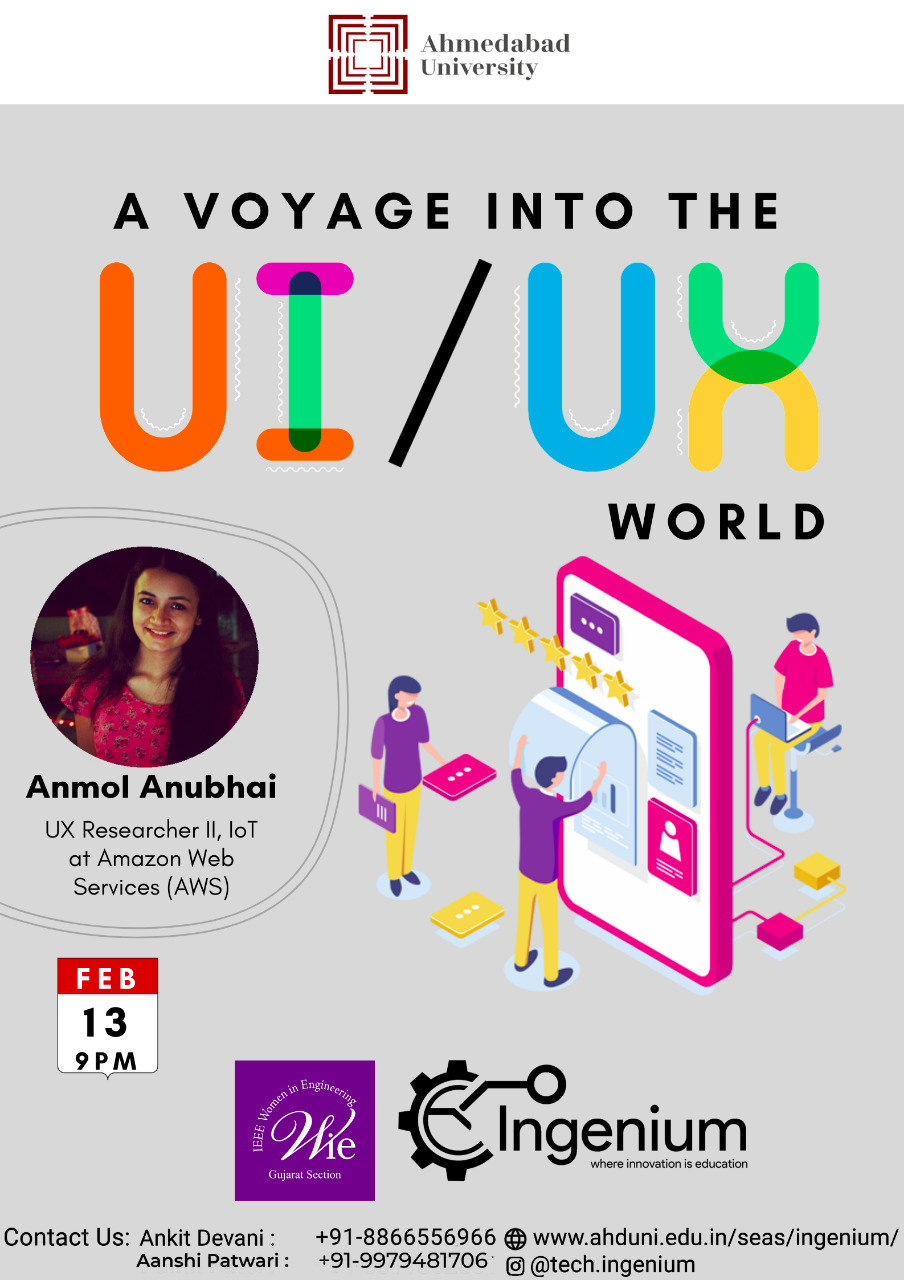 Ahmedabad
University
A VOYAGE INTO THE
UI/UX
WORLD
Anmol Anubhai
UX Researcher II, IoT
at Amazon Web
Services (AWS)
FEB
13
9PM
IEEE Women in Engineering
Wie
Gujarat Section
Ingenium
where innovation is education
Contact Us: Ankit Devani : +91-8866556966 www.ahduni.edu.in/seas/ingenium/
Aanshi Patwari : +91-9979481706 @tech.ingenium